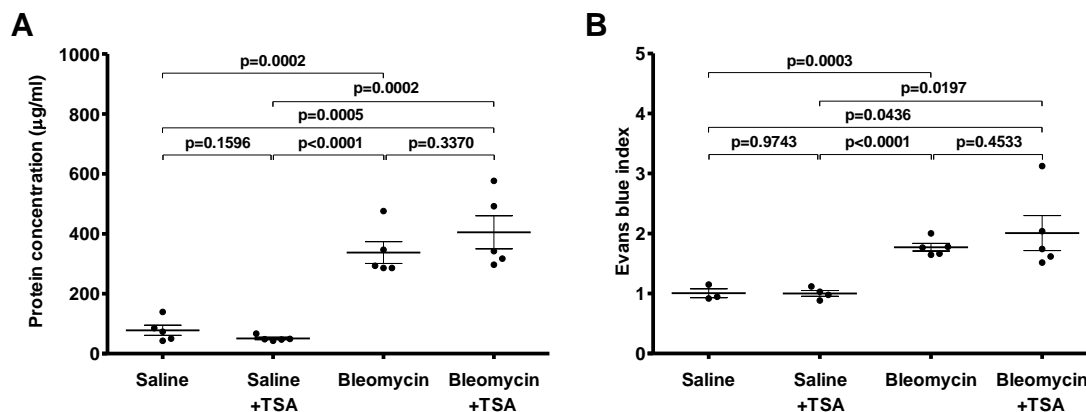 A
Protein concentration (µg/ml)
1000
800
600
400
200
0
p=0.0002
p=0.0002
p=0.0005
p=0.1596 p<0.0001 p=0.3370
Saline Saline Bleomycin Bleomycin
+TSA +TSA
B
Evans blue index
5
4
3
2
1
0
p=0.0003
p=0.0197
p=0.0436
p=0.9743 p<0.0001 p=0.4533
Saline Saline Bleomycin Bleomycin
+TSA +TSA